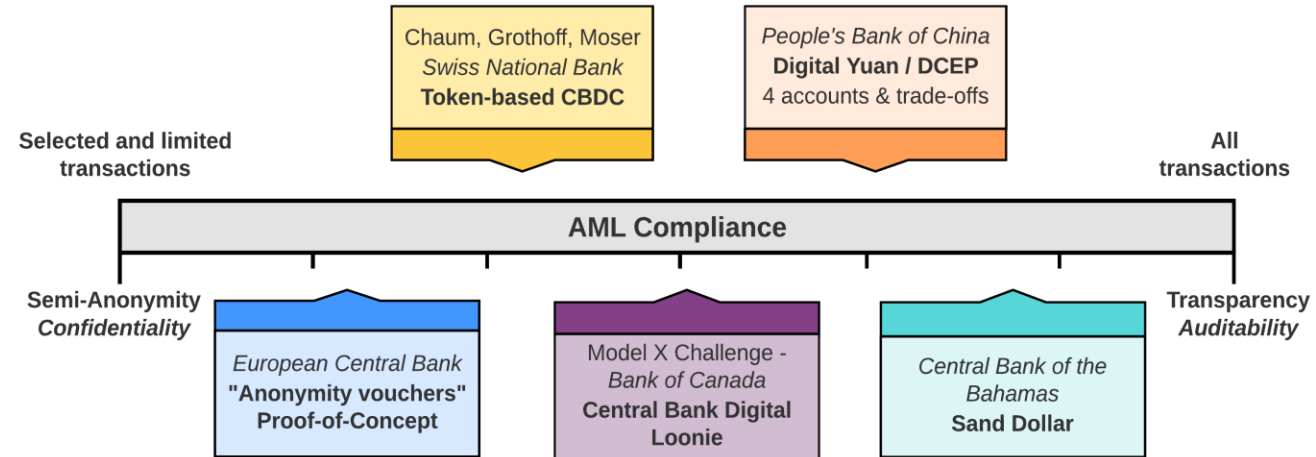 Chaum, Grothoff, Moser
Swiss National Bank
Token-based CBDC
People's Bank of China
Digital Yuan / DCEP
4 accounts & trade-offs
Selected and limited
transactions
All
transactions
AML Compliance
Semi-Anonymity
Confidentiality
Transparency
Auditability
European Central Bank
"Anonymity vouchers"
Proof-of-Concept
Model X Challenge -
Bank of Canada
Central Bank Digital
Loonie
Central Bank of the
Bahamas
Sand Dollar